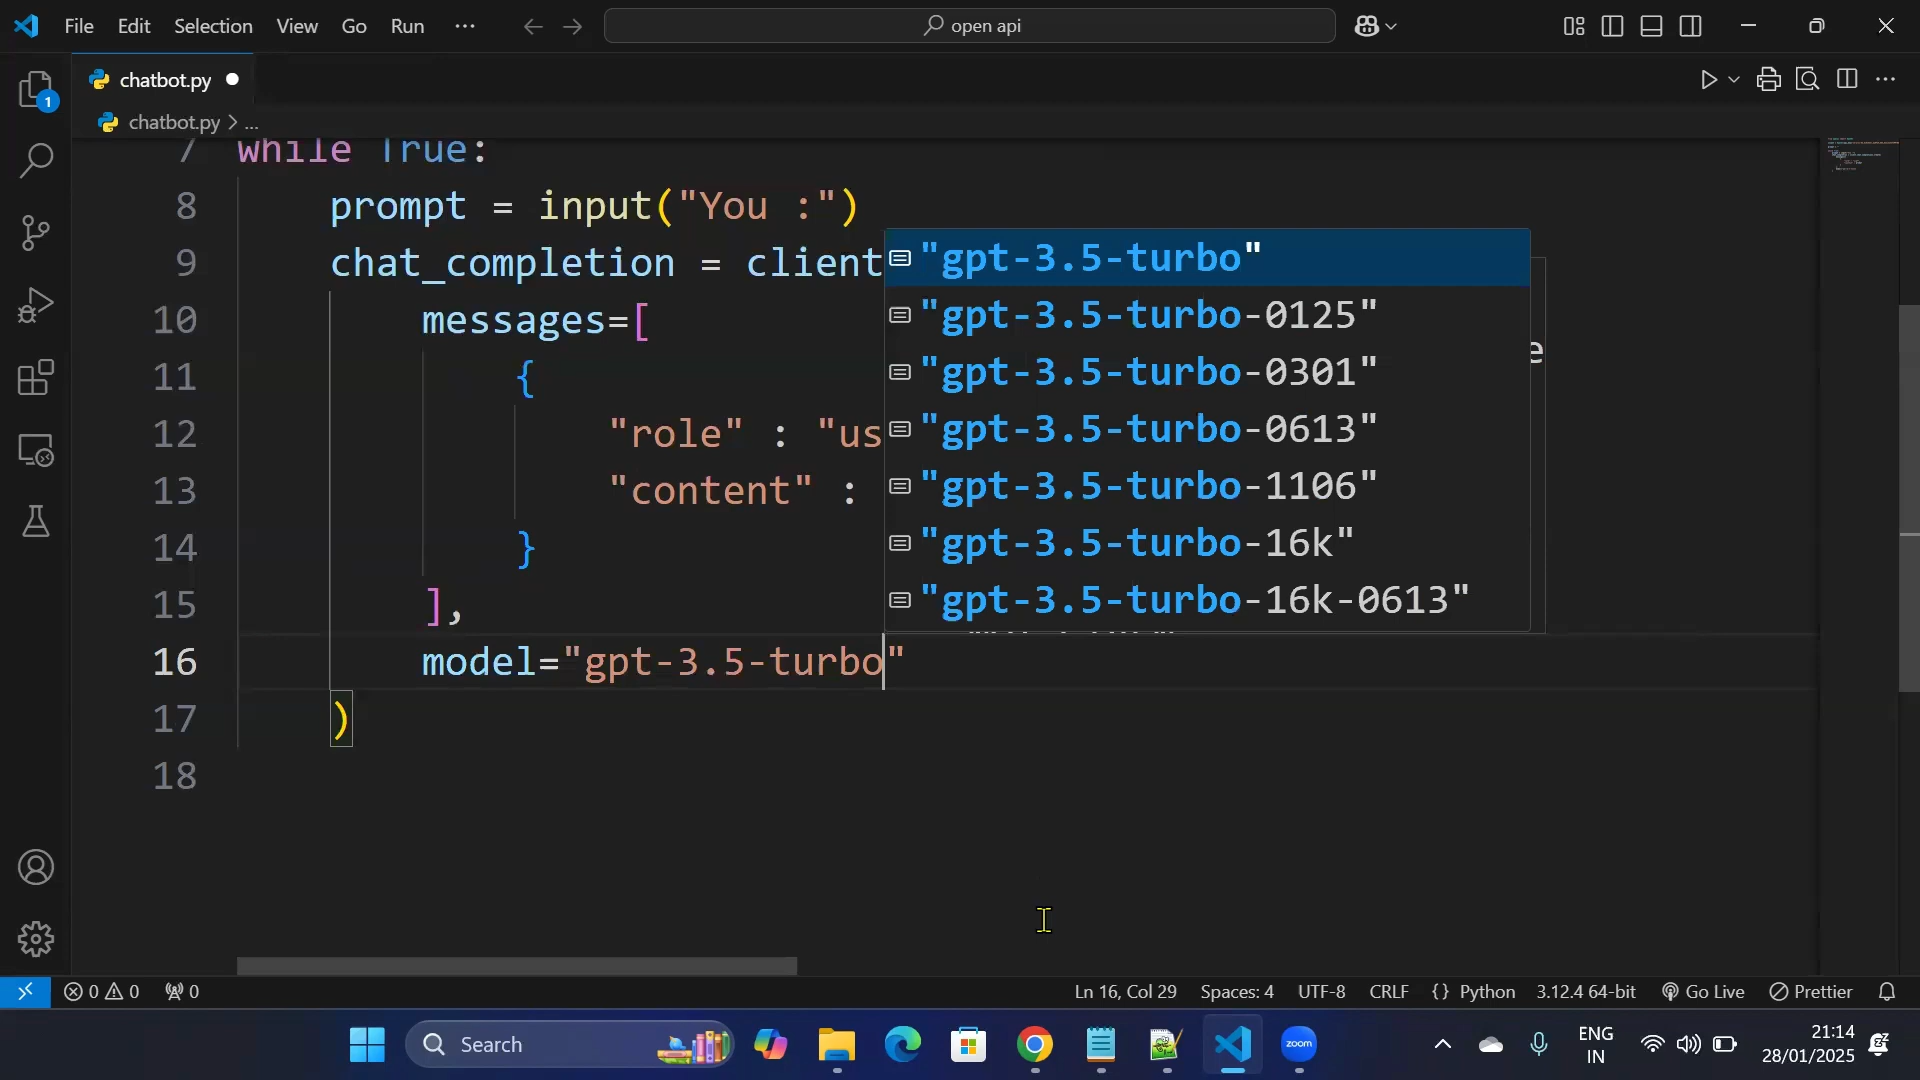 File Edit Selection View Go Run ··· open api
chatbot.py
chatbot.py > ...
1
7 while True:
8 prompt = input("You :")
9 chat_completion = client
10 messages=[
11 {
12 "role" : "us
13 "content" :
14 }
15 ],
16 model="gpt-3.5-turbo"
17 )
18
"gpt-3.5-turbo"
"gpt-3.5-turbo-0125"
"gpt-3.5-turbo-0301"
"gpt-3.5-turbo-0613"
"gpt-3.5-turbo-1106"
"gpt-3.5-turbo-16k"
"gpt-3.5-turbo-16k-0613"
e
0 0 0 Ln 16, Col 29 Spaces: 4 UTF-8 CRLF {} Python 3.12.4 64-bit Go Live Prettier
Search zoom ENG 21:14
IN 28/01/2025